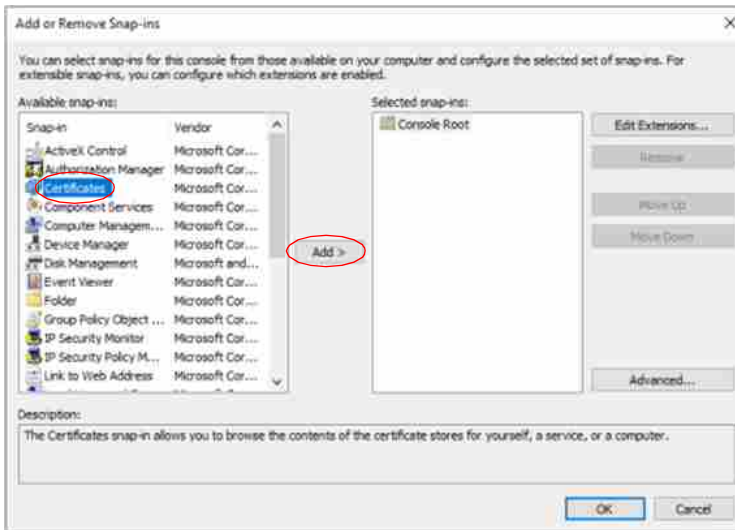 Add or Remove Snap-ins
You can select snap-ins for this console from those available on your computer and configure the selected set of snap-ins. For
extensible snap-ins, you can configure which extensions are enabled.
Available snap-ins:
Selected snap-ins:
Snap-in Vendor
ActiveX Control Microsoft Cor...
Authorization Manager Microsoft Cor...
Certificates Microsoft Cor...
Component Services Microsoft Cor...
Computer Managem... Microsoft Cor...
Device Manager Microsoft Cor...
Disk Management Microsoft and...
Event Viewer Microsoft Cor...
Folder Microsoft Cor...
Group Policy Object ... Microsoft Cor...
IP Security Monitor Microsoft Cor...
IP Security Policy M... Microsoft Cor...
Link to Web Address Microsoft Cor...
Add >
Console Root
Edit Extensions...
Remove
Move Up
Move Down
Advanced...
Description:
The Certificates snap-in allows you to browse the contents of the certificate stores for yourself, a service, or a computer.
OK Cancel